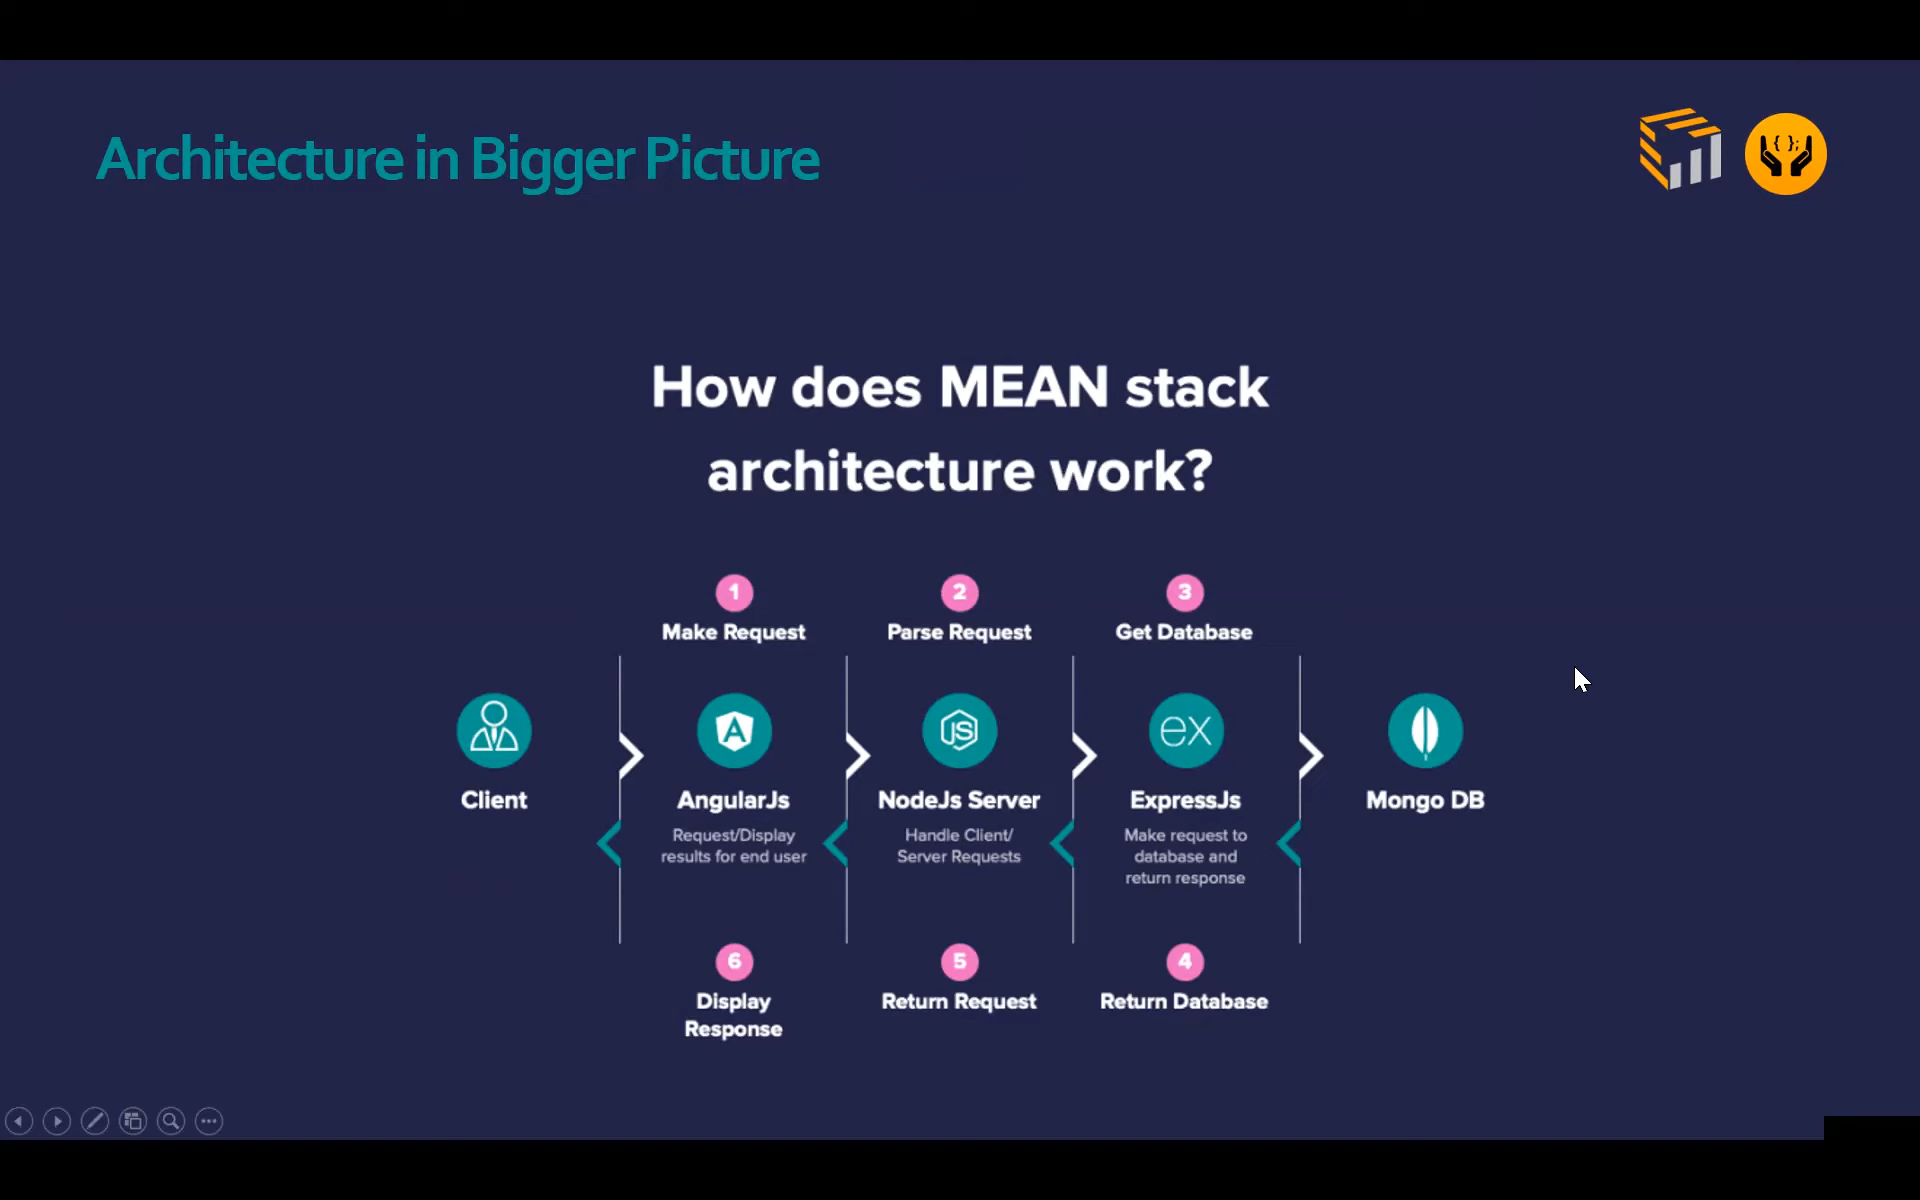 Architecture in Bigger Picture
{ };
How does MEAN stack
architecture work?
1
Make Request
2
Parse Request
3
Get Database
A
JS
ex
Client
AngularJs
NodeJs Server
ExpressJs
Mongo DB
Request/Display
results for end user
Handle Client/
Server Requests
Make request to
database and
return response
6
Display
Response
5
Return Request
4
Return Database